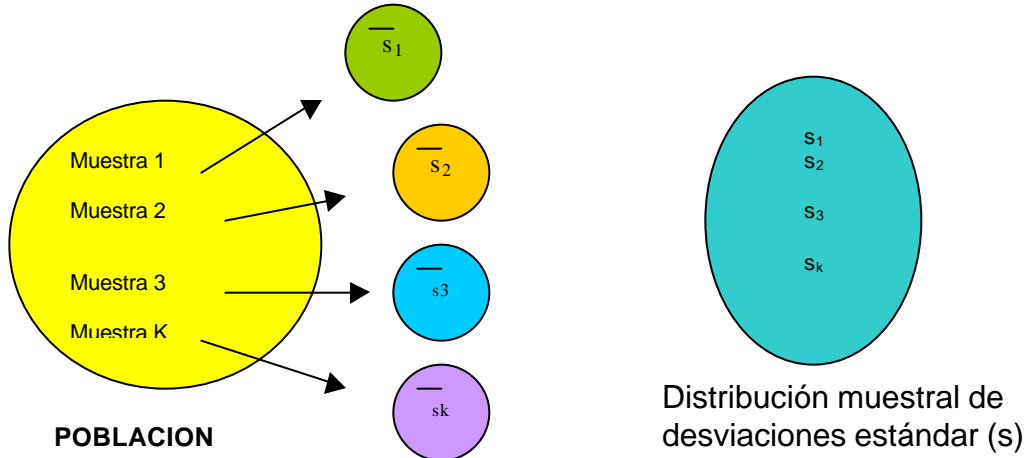 s₁
Muestra 1
s₂
Muestra 2
Muestra 3
s3
Muestra K
sk
POBLACION
s₁
s₂
s₃
sₖ
Distribución muestral de
desviaciones estándar (s)